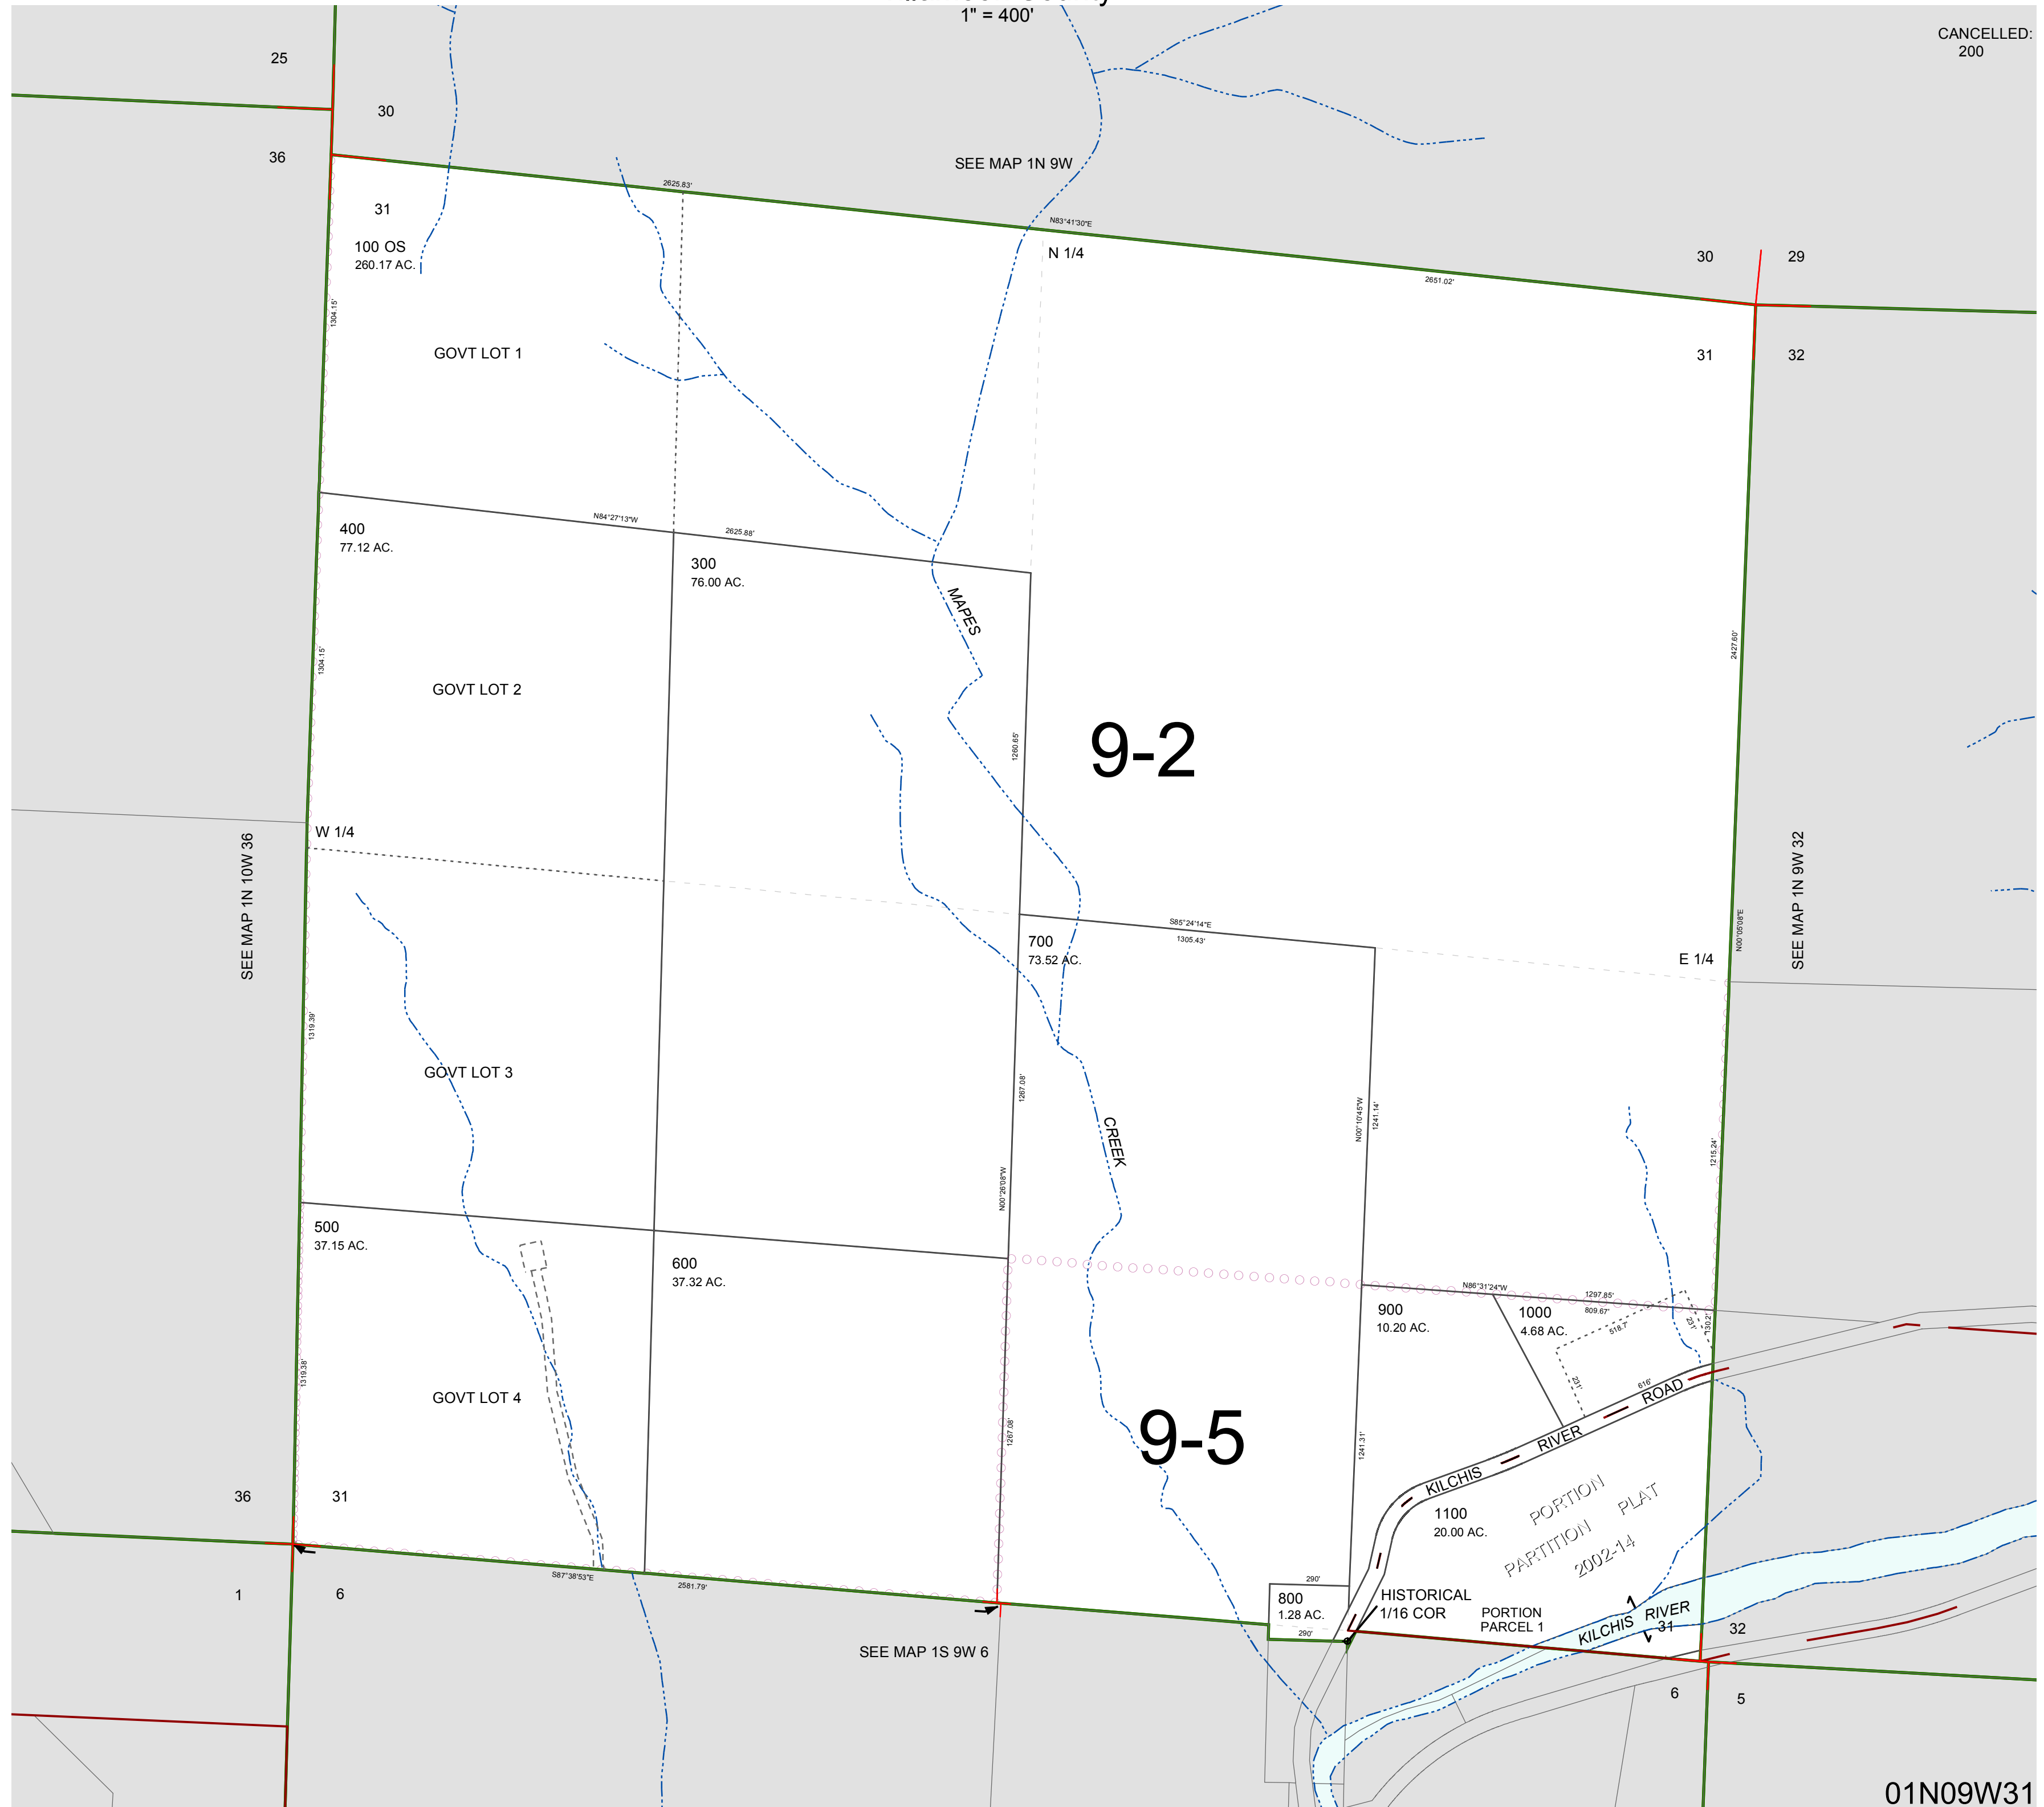 1" = 400'
CANCELLED:
200
25
30
36
SEE MAP 1N 9W
2625.83'
31
100 OS
260.17 AC.
N83°41'30"E
N 1/4
30
29
2651.02'
1304.15'
GOVT LOT 1
31
32
400
77.12 AC.
N84°27'13"W
2625.88'
300
76.00 AC.
MAPES
1304.15'
GOVT LOT 2
2427.60'
1260.65'
9-2
W 1/4
SEE MAP 1N 10W 36
SEE MAP 1N 9W 32
S85°24'14"E
1305.43'
700
73.52 AC.
N00°05'08"E
E 1/4
1319.39'
GOVT LOT 3
1267.08'
N00°10'45"W
1241.14'
CREEK
1215.24'
N00°26'08"W
500
37.15 AC.
600
37.32 AC.
N86°31'24"W
1297.85'
809.67'
900
10.20 AC.
1000
4.68 AC.
518.7'
231'
130.2'
1319.38'
GOVT LOT 4
231'
616'
ROAD
1267.08'
9-5
1241.31'
RIVER
KILCHIS
36
31
1100
20.00 AC.
PORTION
PARTITION PLAT
2002-14
S87°38'53"E
2581.79'
1
6
290'
800
1.28 AC.
290'
HISTORICAL
1/16 COR
PORTION
PARCEL 1
1
KILCHIS RIVER
31
32
SEE MAP 1S 9W 6
6
5
01N09W31